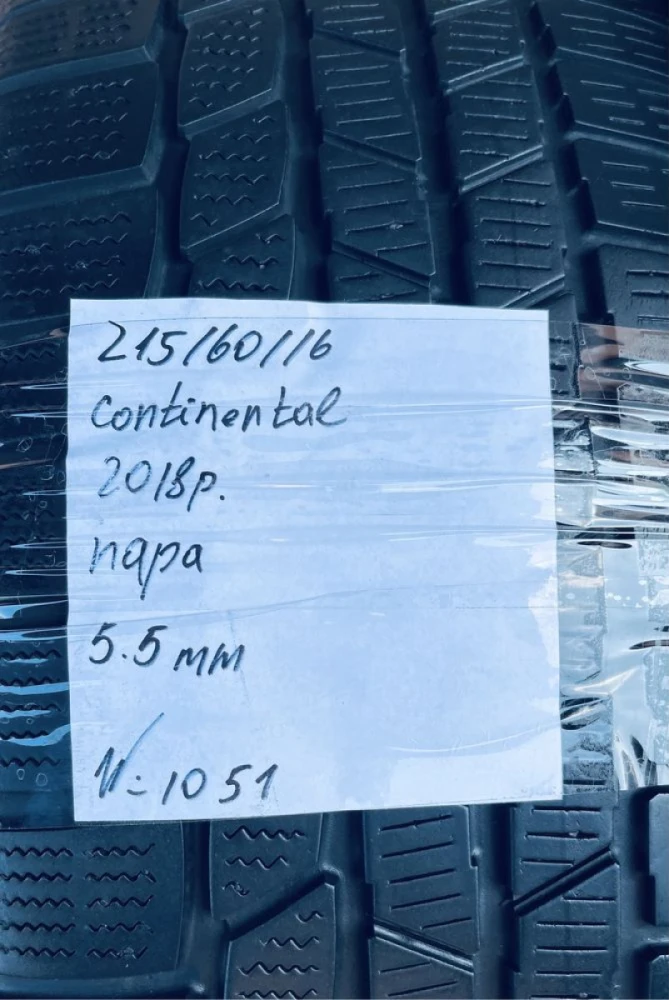 215/60/16
Continental
2018р.
пара
5.5 мм
N-1051